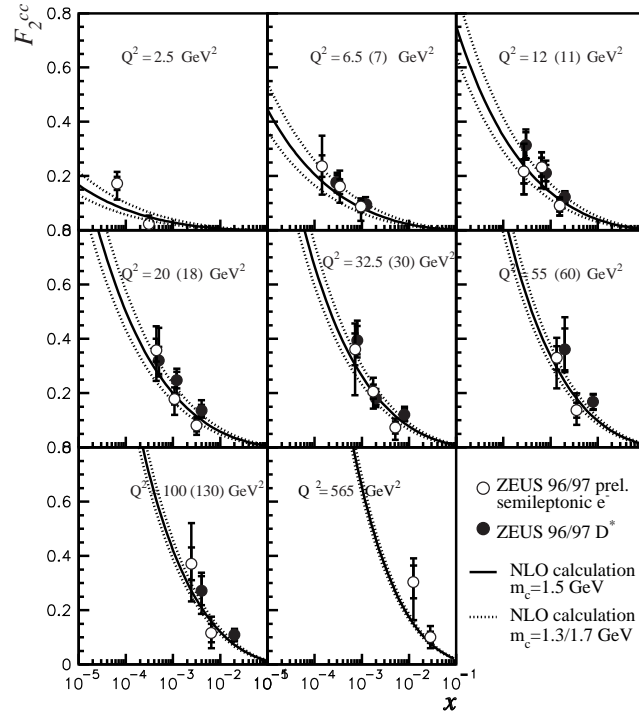 F₂ᶜᶜ
0.8
0.6
0.4
0.2
Q² = 2.5 GeV²
Q² = 6.5 (7) GeV²
Q² = 12 (11) GeV²
0.8
0.6
0.4
0.2
Q² = 20 (18) GeV²
Q² = 32.5 (30) GeV²
Q² = 55 (60) GeV²
0.8
0.6
0.4
0.2
0
Q² = 100 (130) GeV²
Q² = 565 GeV²
ZEUS 96/97 prel.
semileptonic e⁻
ZEUS 96/97 D*
NLO calculation
m_c=1.5 GeV
NLO calculation
m_c=1.3/1.7 GeV
10⁻⁵ 10⁻⁴ 10⁻³ 10⁻² 10⁻⁵ 10⁻⁴ 10⁻³ 10⁻² 10⁻¹
x